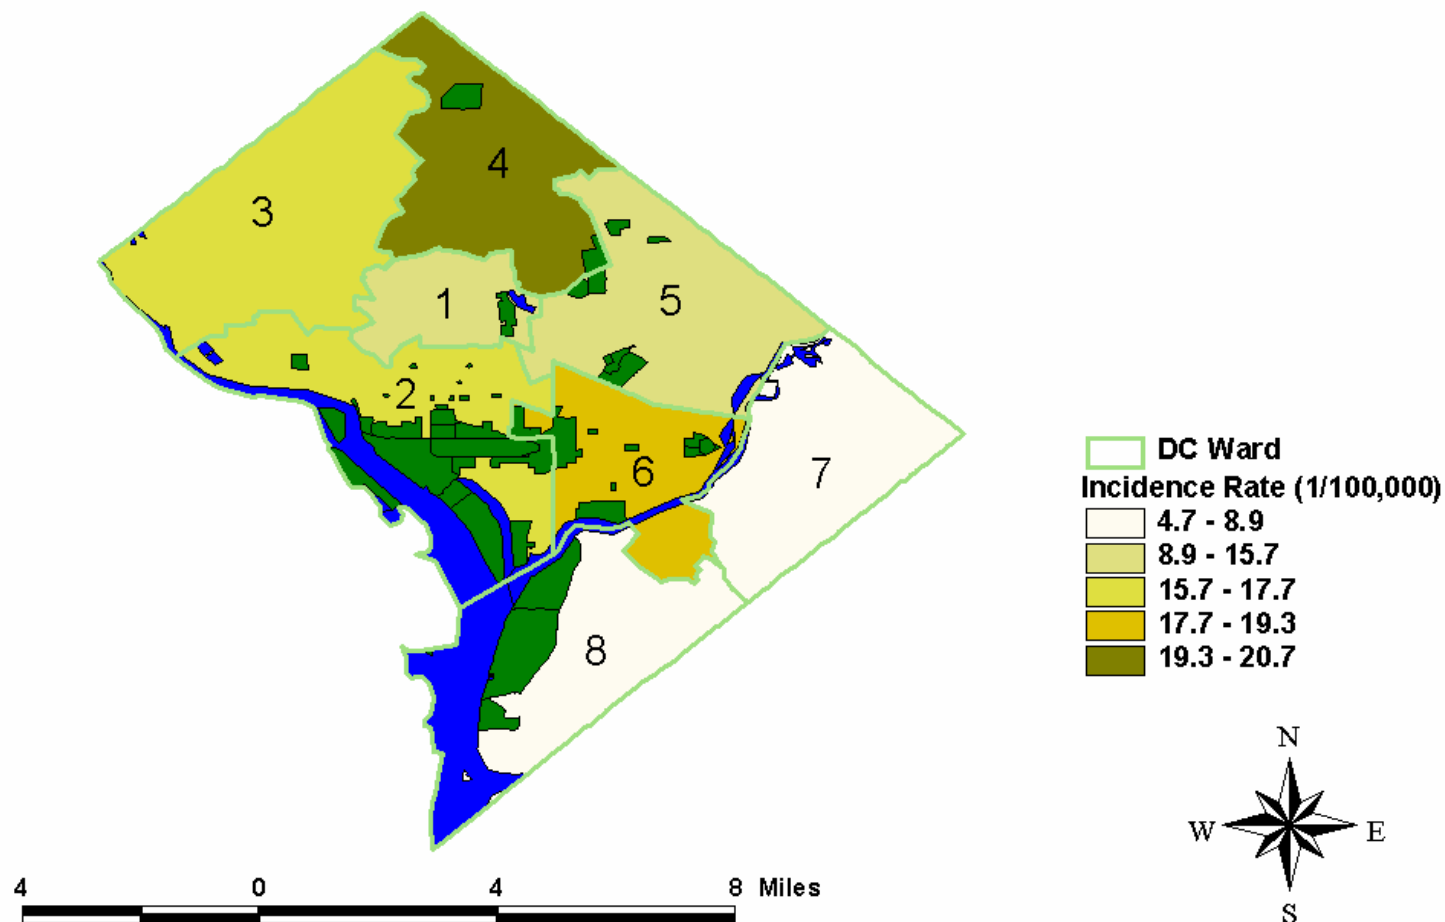 4
3
1
5
2
6
7
8
DC Ward
Incidence Rate (1/100,000)
4.7 - 8.9
8.9 - 15.7
15.7 - 17.7
17.7 - 19.3
19.3 - 20.7
N
W E
S
4 0 4 8 Miles